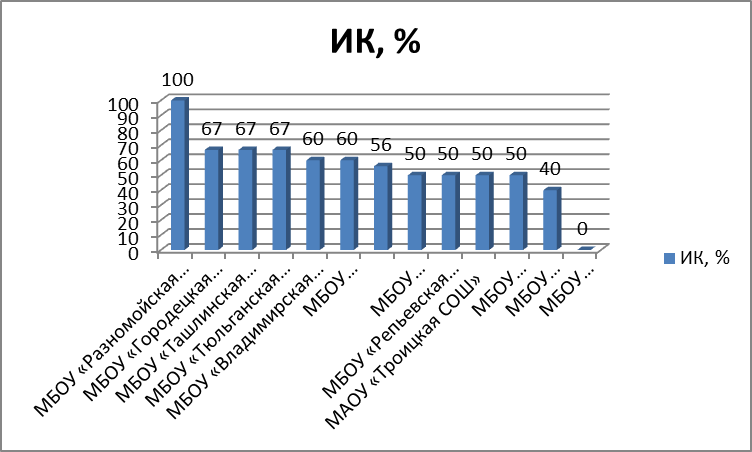 ИК, %
100
90
80
70
60
50
40
30
20
10
0
100
67
67
67
60
60
56
50
50
50
50
40
0
МБОУ «Разномойская…
МБОУ «Городецкая…
МБОУ «Ташлинская…
МБОУ «Тюльганская…
МБОУ «Владимирская…
МБОУ…
МБОУ…
МБОУ «Репьевская…
МАОУ «Троицкая СОШ»
МБОУ…
МБОУ…
МБОУ…
ИК, %